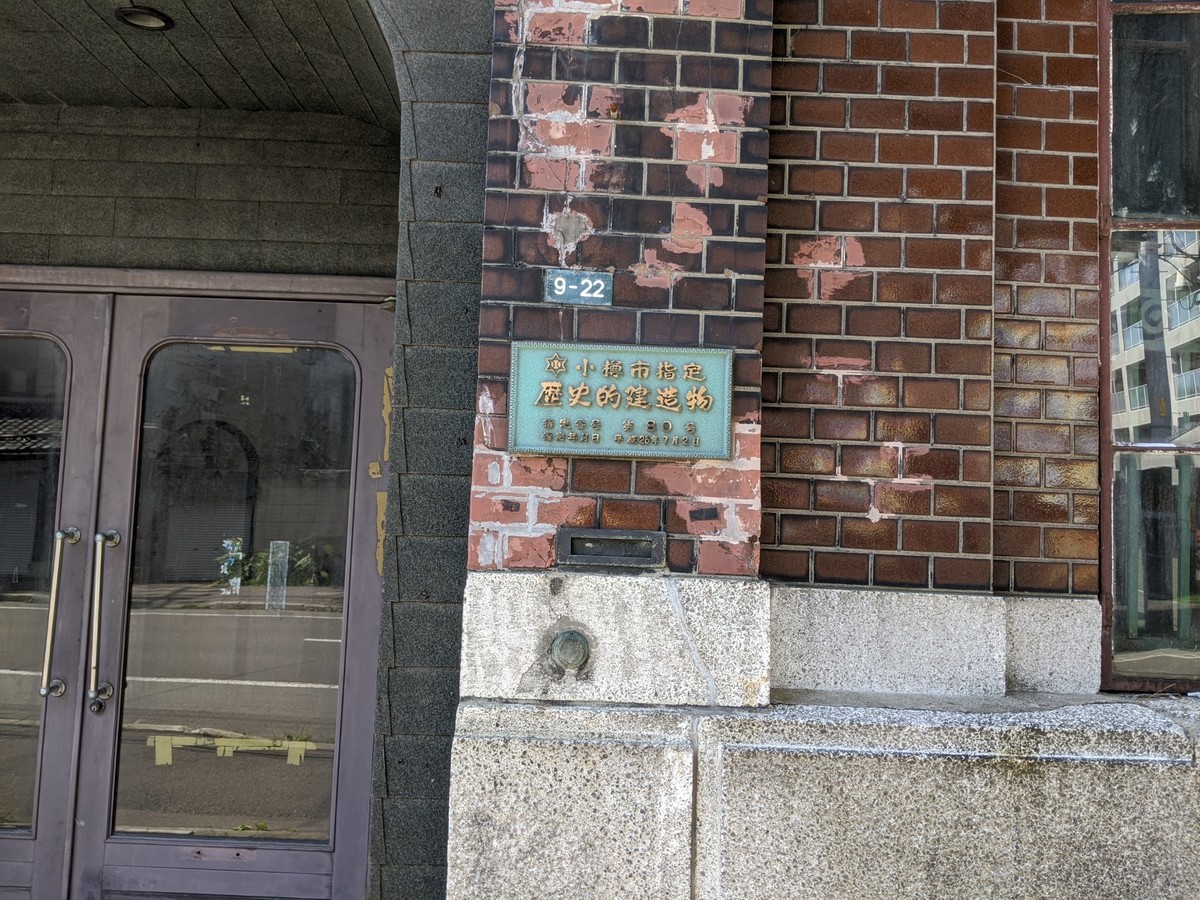 9-22
小樽市指定
歴史的建造物
指定番号 第80号
指定年月日 平成26年7月2日